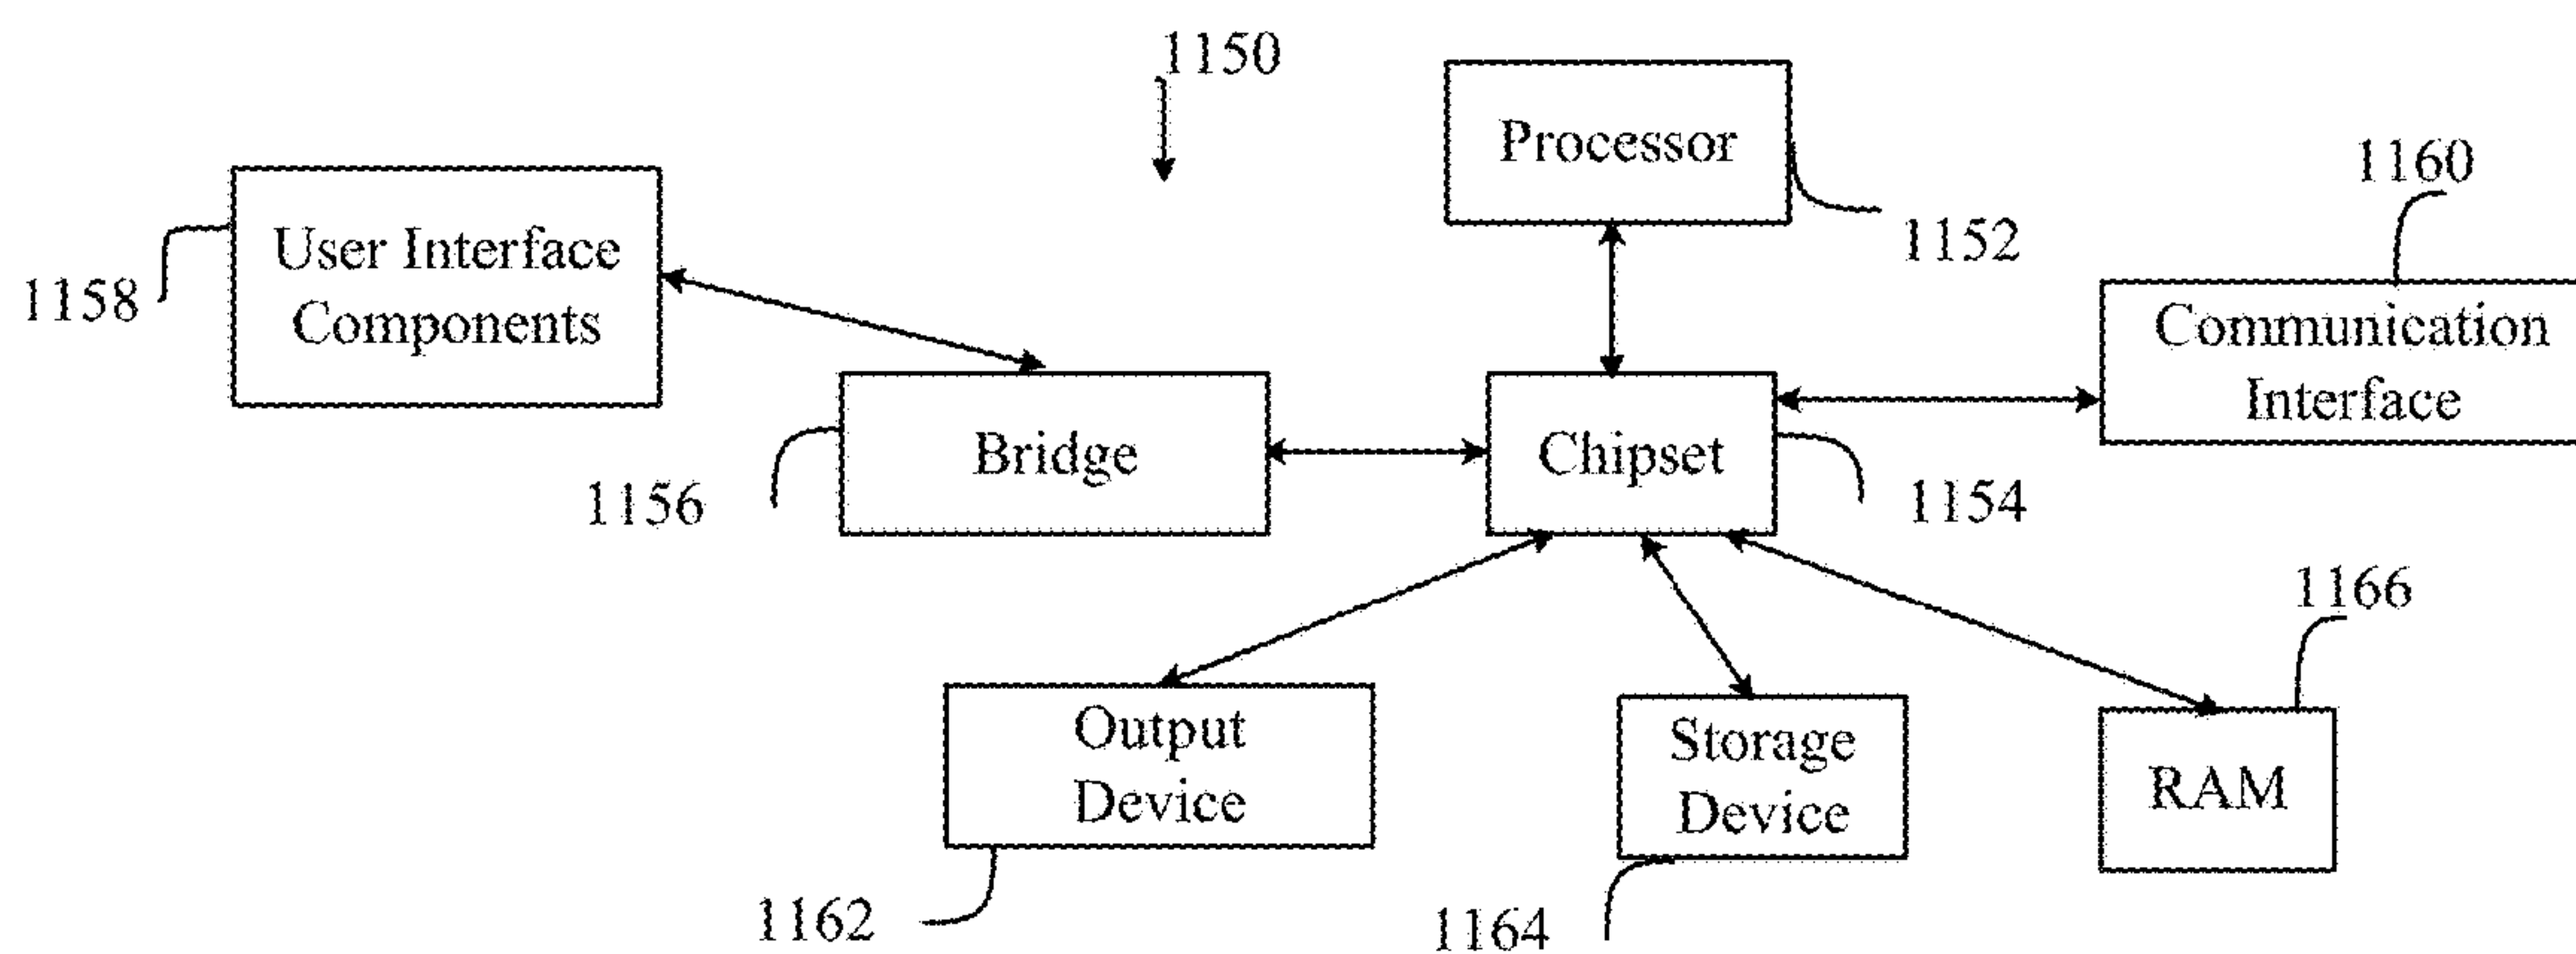 1150
Processor
1160
1152
User Interface
Components
1158
Communication
Interface
Bridge
Chipset
1156
1154
1166
Output
Device
Storage
Device
RAM
1162
1164